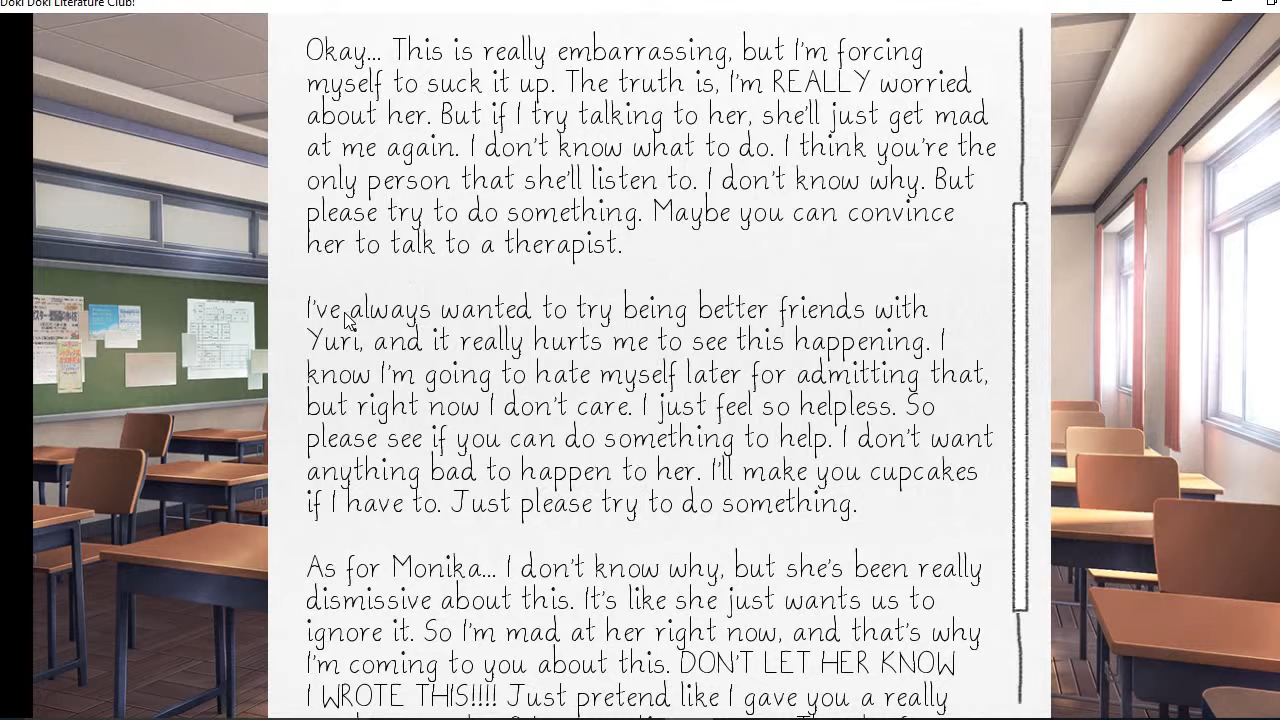 Doki Doki Literature Club!
Okay... This is really embarrassing, but I'm forcing
myself to suck it up. The truth is, I'm REALLY worried
about her. But if I try talking to her, she'll just get mad
at me again. I don't know what to do. I think you're the
only person that she'll listen to. I don't know why. But
please try to do something. Maybe you can convince
her to talk to a therapist.
I've always wanted to try being better friends with
Yuri, and it really hurts me to see this happening. I
know I'm going to hate myself later for admitting that,
but right now I don't care. I just feel so helpless. So
please see if you can do something to help. I don't want
anything bad to happen to her. I'll make you cupcakes
if I have to. Just please try to do something.
As for Monika... I don't know why, but she's been really
dismissive about this. It's like she just wants us to
ignore it. So I'm mad at her right now, and that's why
I'm coming to you about this. DON'T LET HER KNOW
I WROTE THIS!!!! Just pretend like I gave you a really